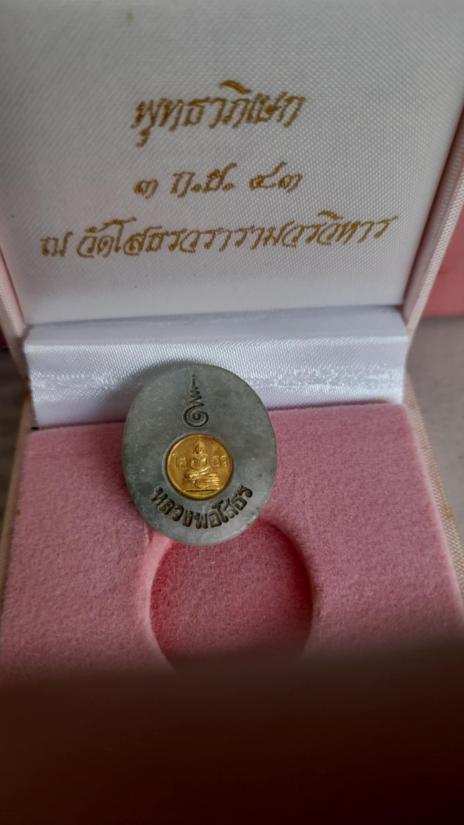 พุทธาภิเษก
๓ ก.ย. ๔๓
ณ วัดโสธรวรารามวรวิหาร
หลวงพ่อโสธร